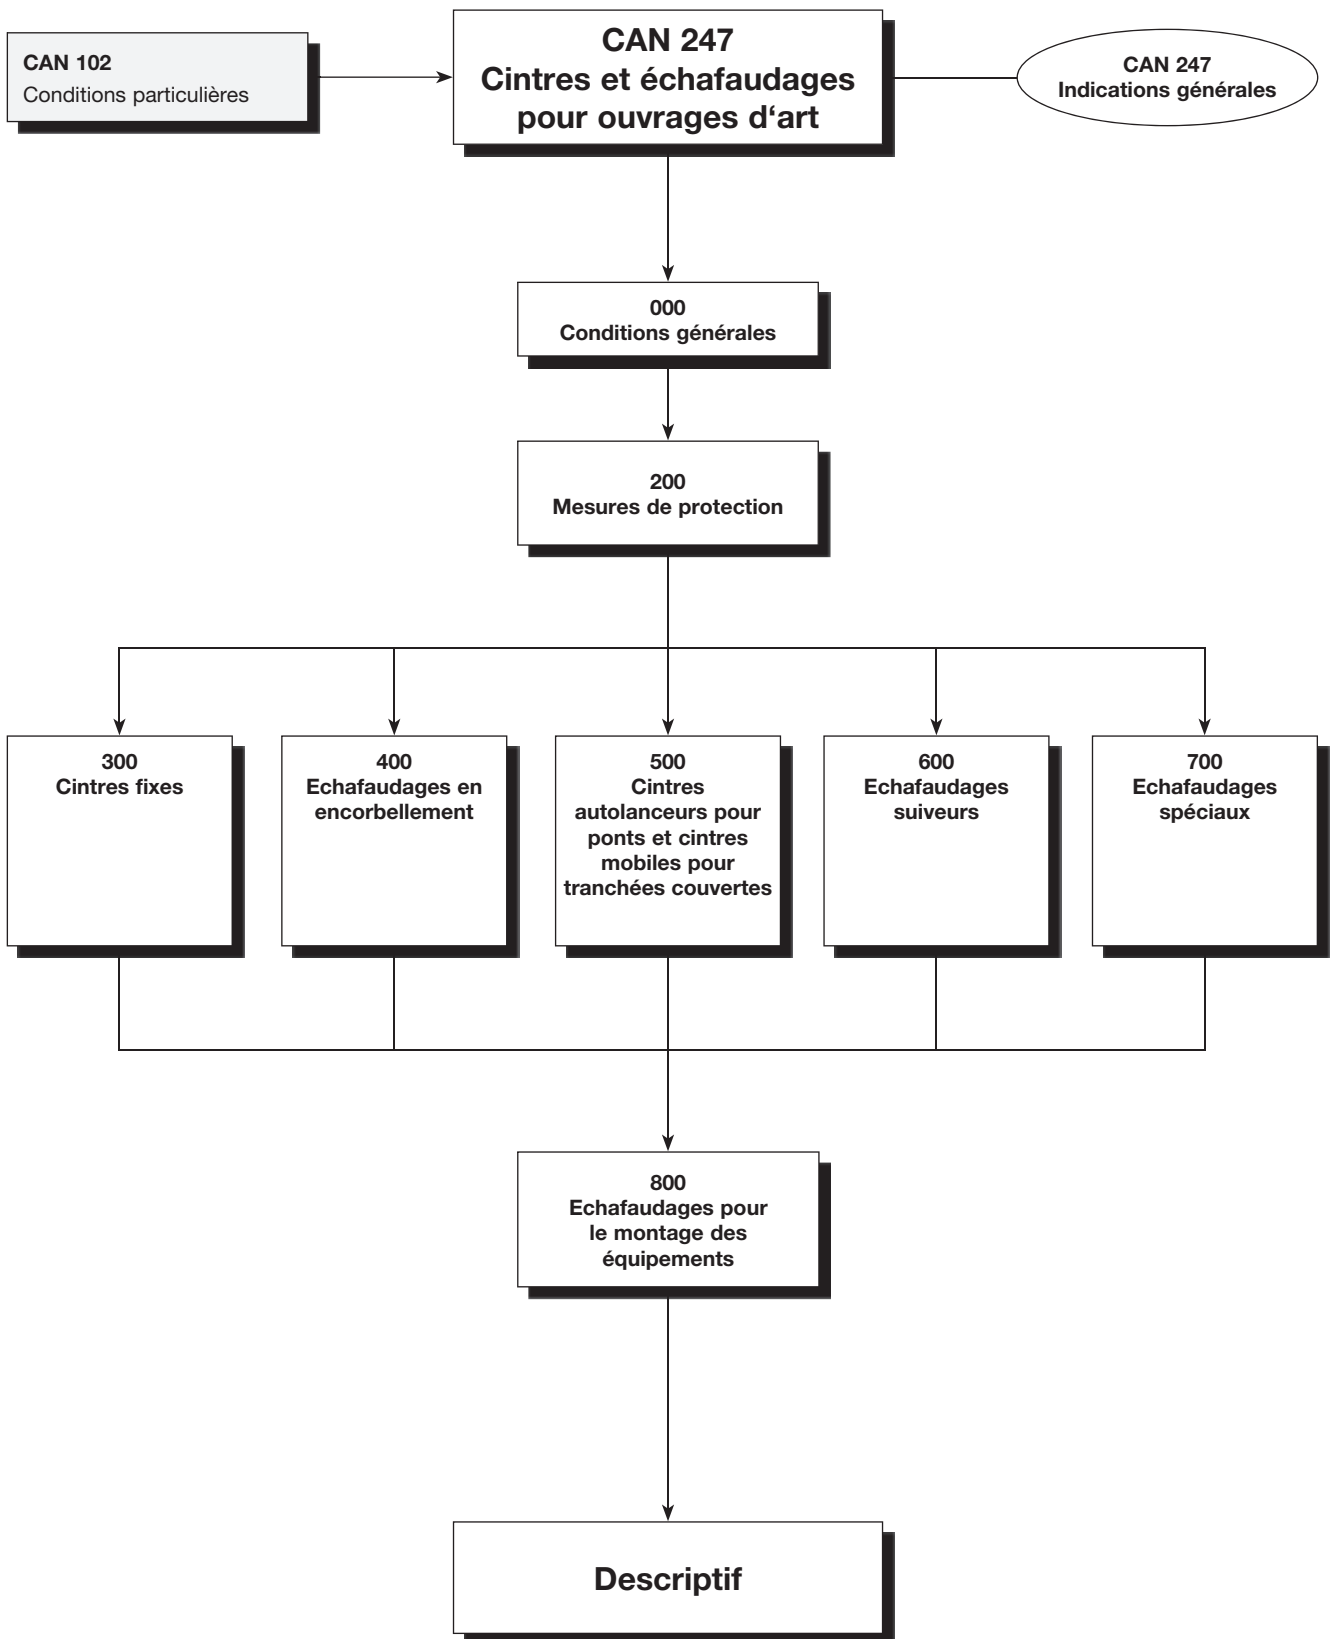 CAN 102
Conditions particulières
CAN 247
Cintres et échafaudages
pour ouvrages d‘art
CAN 247
Indications générales
000
Conditions générales
200
Mesures de protection
300
Cintres fixes
400
Echafaudages en
encorbellement
500
Cintres
autolanceurs pour
ponts et cintres
mobiles pour
tranchées couvertes
600
Echafaudages
suiveurs
700
Echafaudages
spéciaux
800
Echafaudages pour
le montage des
équipements
Descriptif